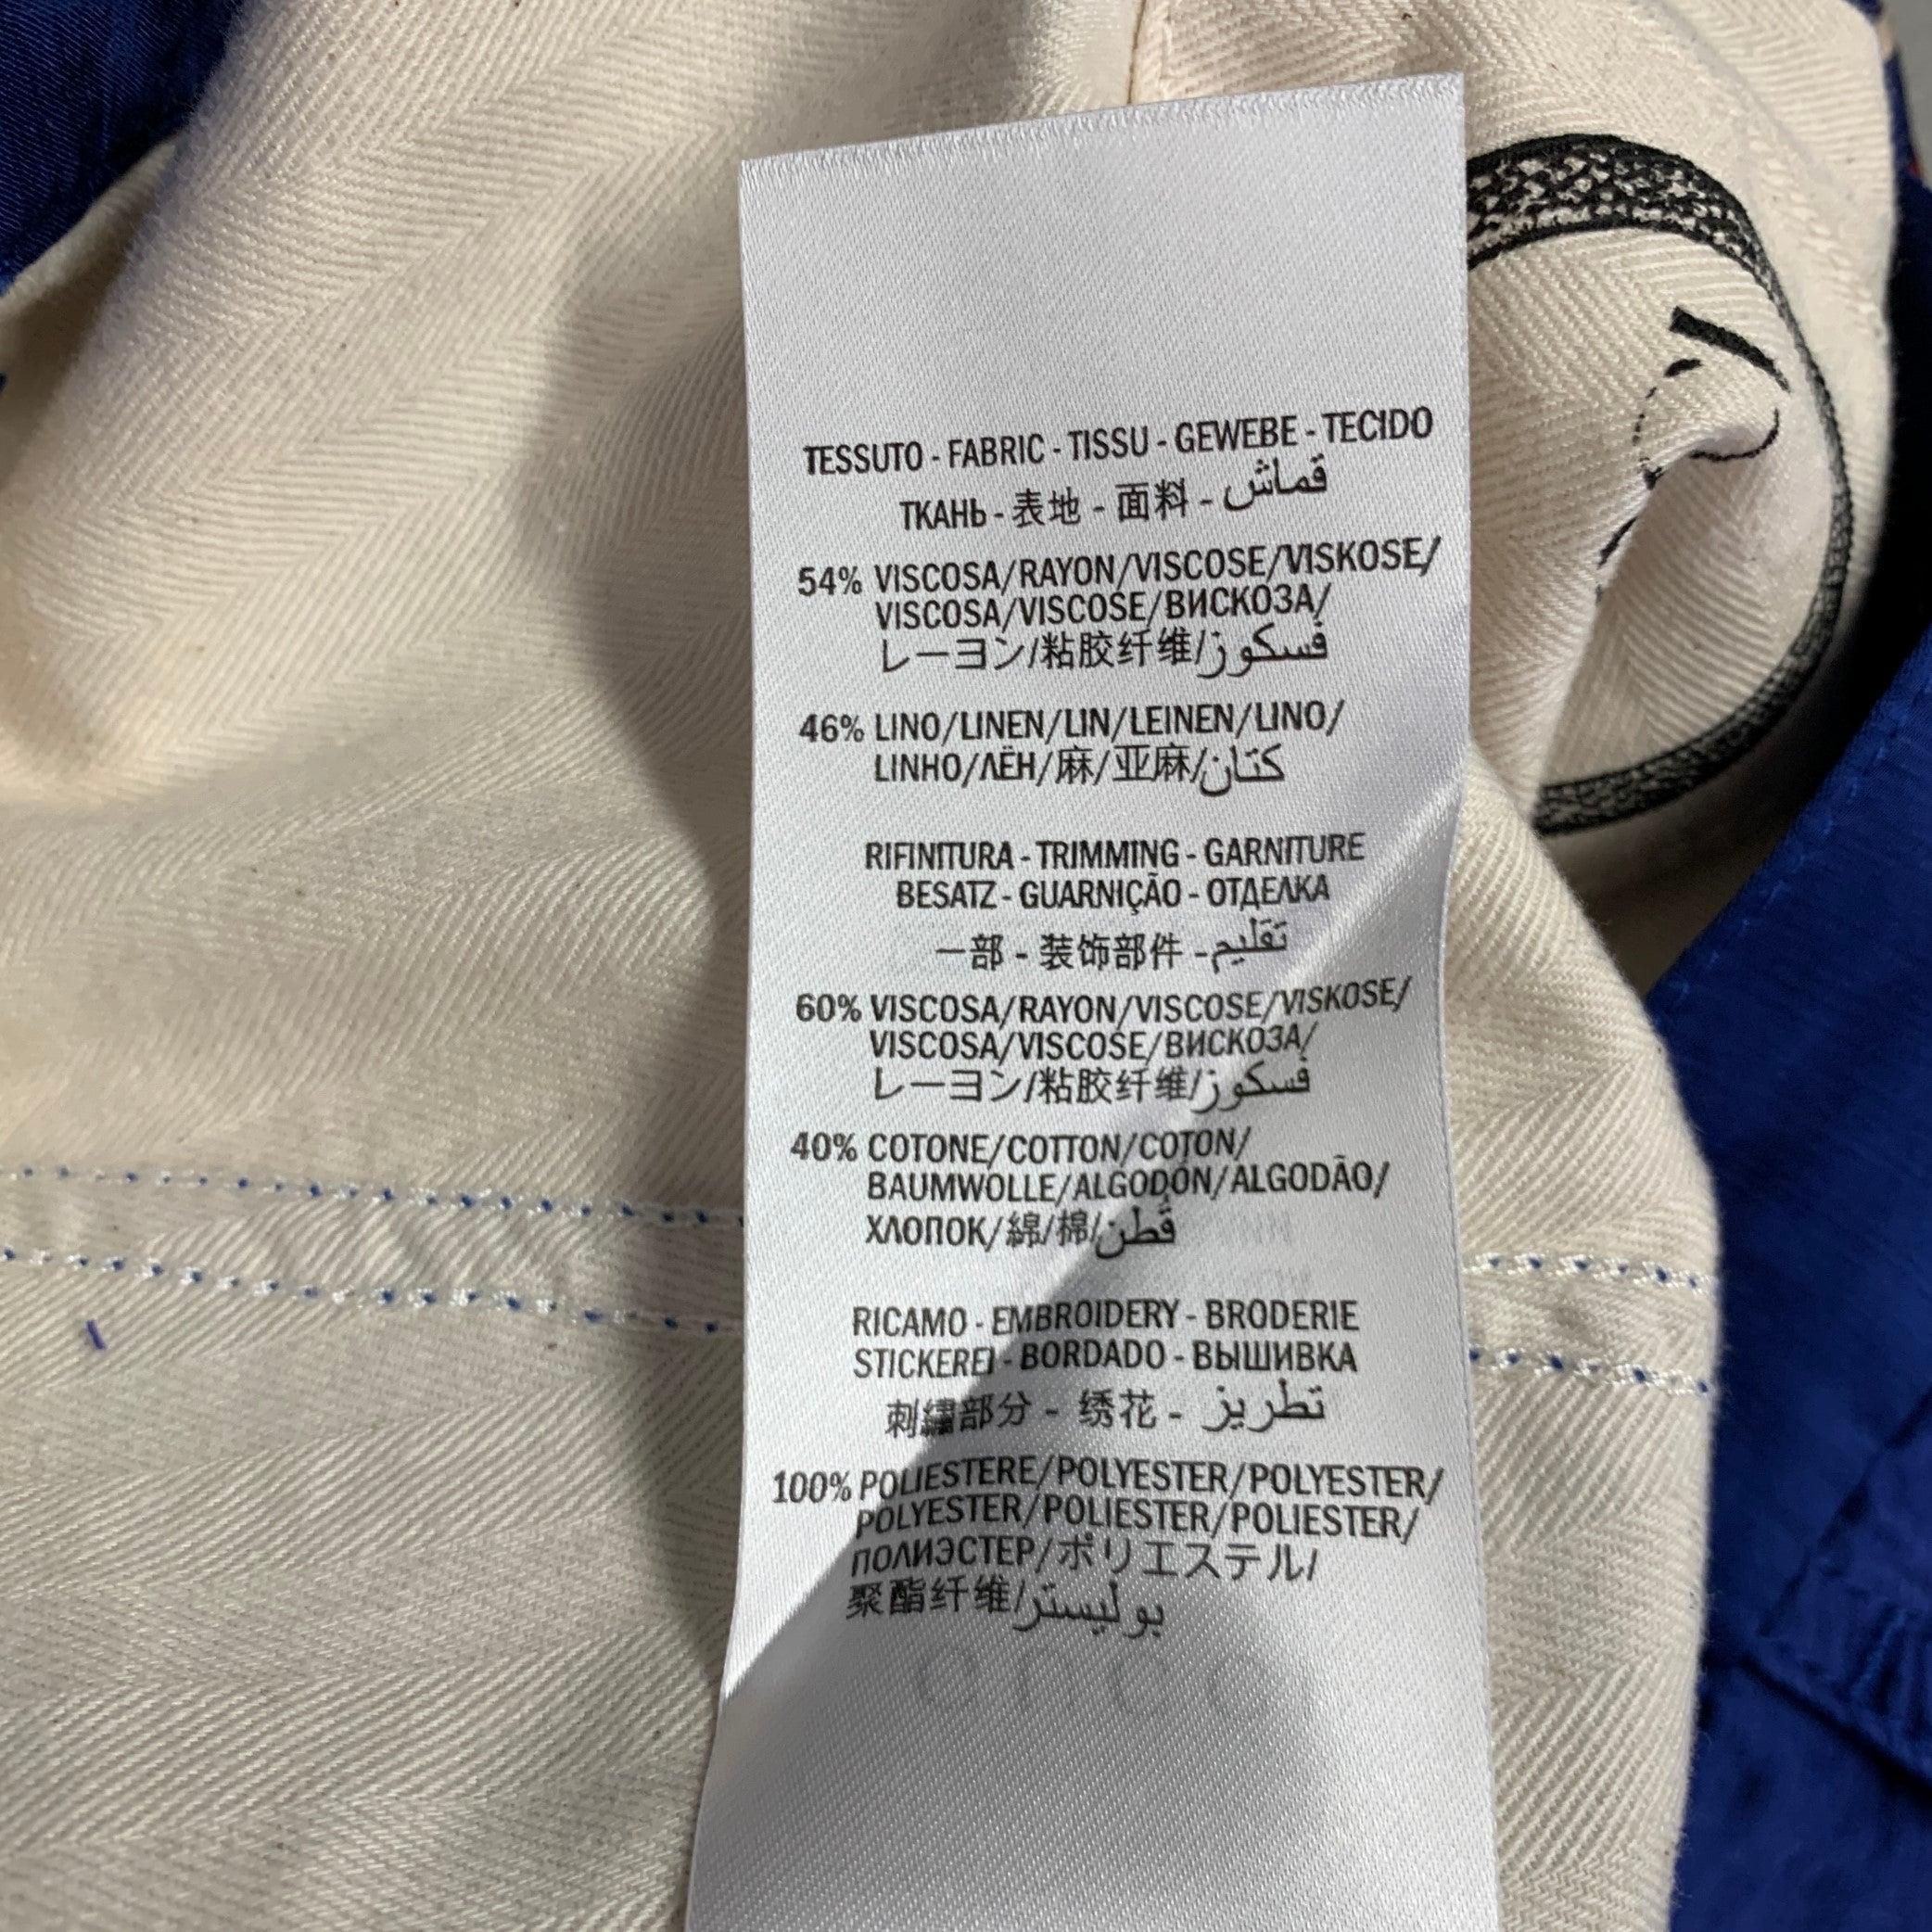 TESSUTO - FABRIC - TISSU - GEWEBE - TECIDO
ТКАНЬ - 表地 - 面料 - قماش
54% VISCOSA/RAYON/VISCOSE/VISKOSE/
VISCOSA/VISCOSE/ВИСКОЗА/
レーヨン/粘胶纤维/فسكوز
46% LINO/LINEN/LIN/LEINEN/LINO/
LINHO/ЛЁН/麻/亚麻/كتان
RIFINITURA - TRIMMING - GARNITURE
BESATZ - GUARNIÇÃO - ОТДЕЛКА
一部 - 装饰部件 - تقليم
60% VISCOSA/RAYON/VISCOSE/VISKOSE/
VISCOSA/VISCOSE/ВИСКОЗА/
レーヨン/粘胶纤维/فسكوز
40% COTONE/COTTON/COTON/
BAUMWOLLE/ALGODÓN/ALGODÃO/
ХЛОПОК/綿/棉/قطن
RICAMO - EMBROIDERY - BRODERIE
STICKEREI - BORDADO - ВЫШИВКА
刺繍部分 - 绣花 - تطريز
100% POLIESTERE/POLYESTER/POLYESTER/
POLYESTER/POLIESTER/POLIESTER/
ПОЛИЭСТЕР/ポリエステル/
聚酯纤维/بوليستر